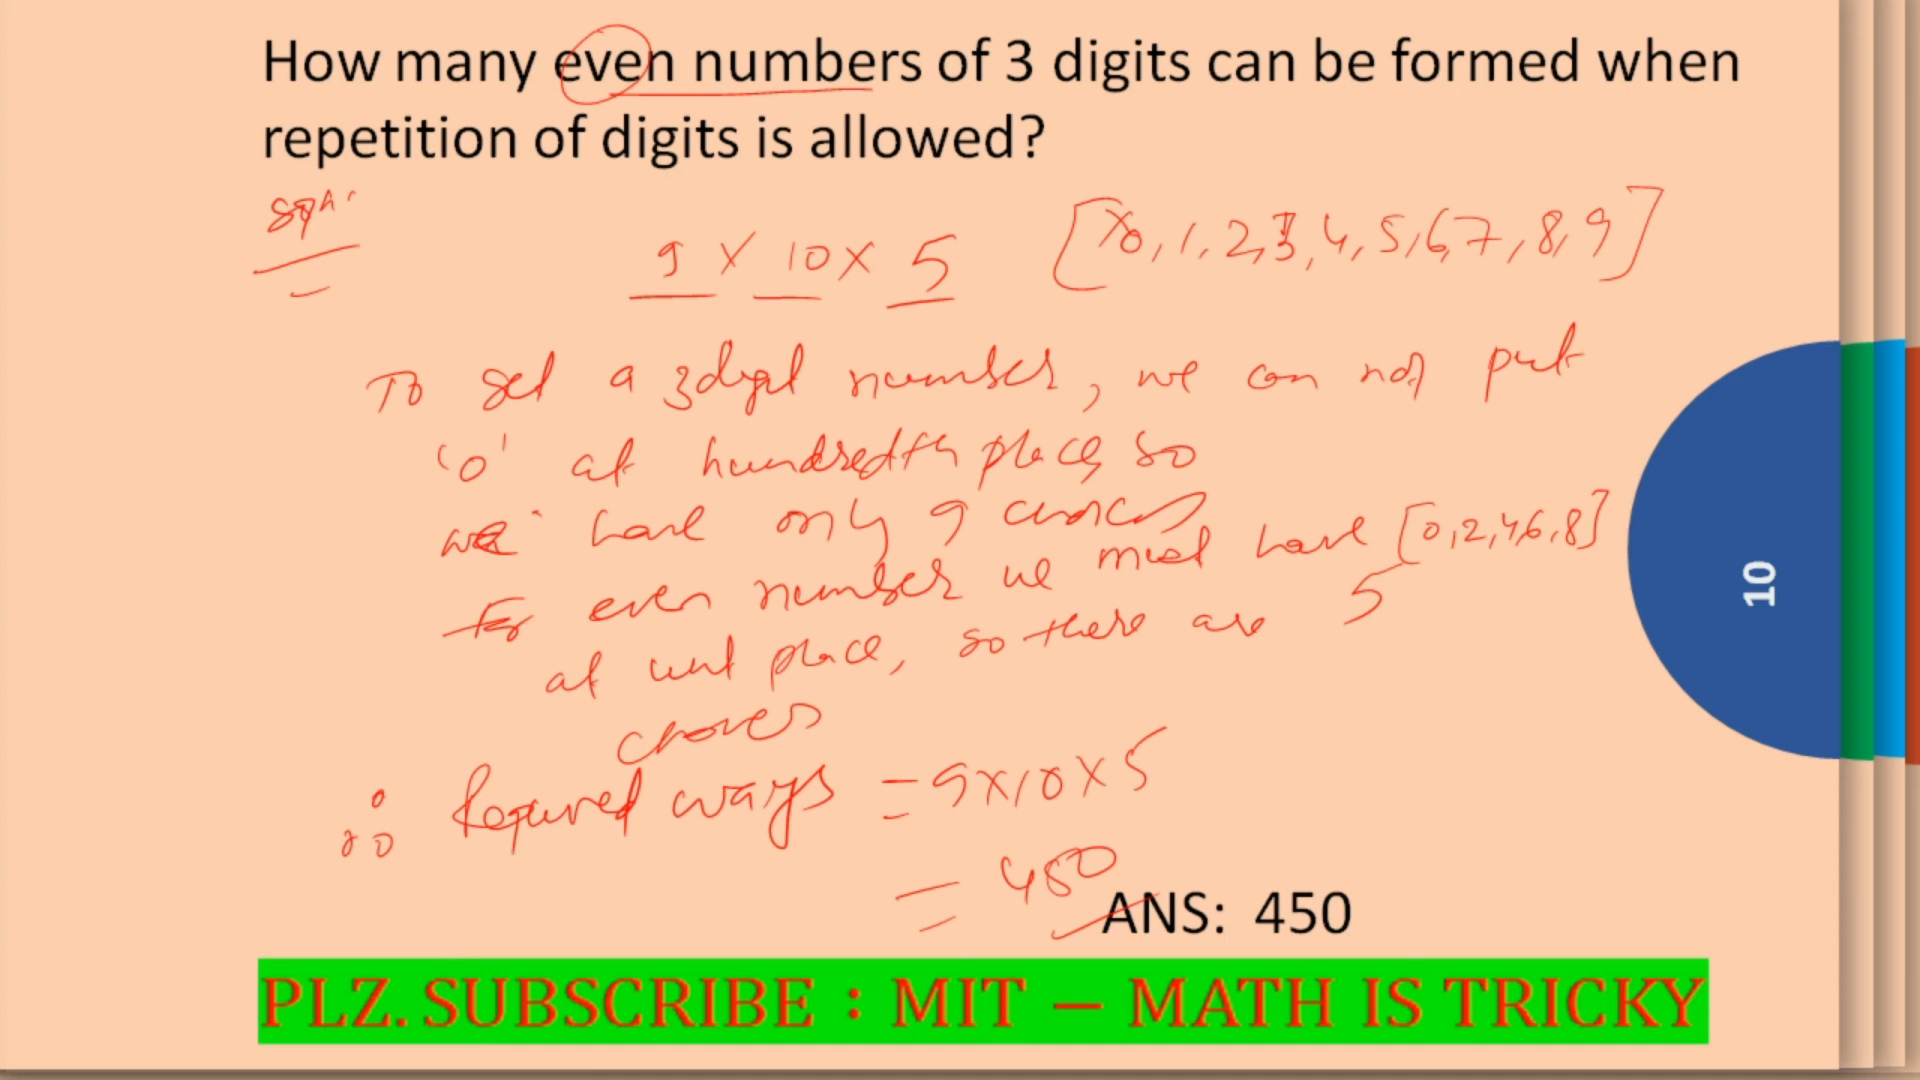 How many even numbers of 3 digits can be formed when
repetition of digits is allowed?
soln.
9 X 10 X 5 [0,1,2,3,4,5,6,7,8,9]
To get a 3 digit number, we can not put
'0' at hundredth place, so
we have only 9 choices
For even number we must have [0,2,4,6,8]
at unit place, so there are 5
choices
∴ Required ways = 9X10X5
= 450
ANS: 450
PLZ. SUBSCRIBE : MIT – MATH IS TRICKY
10